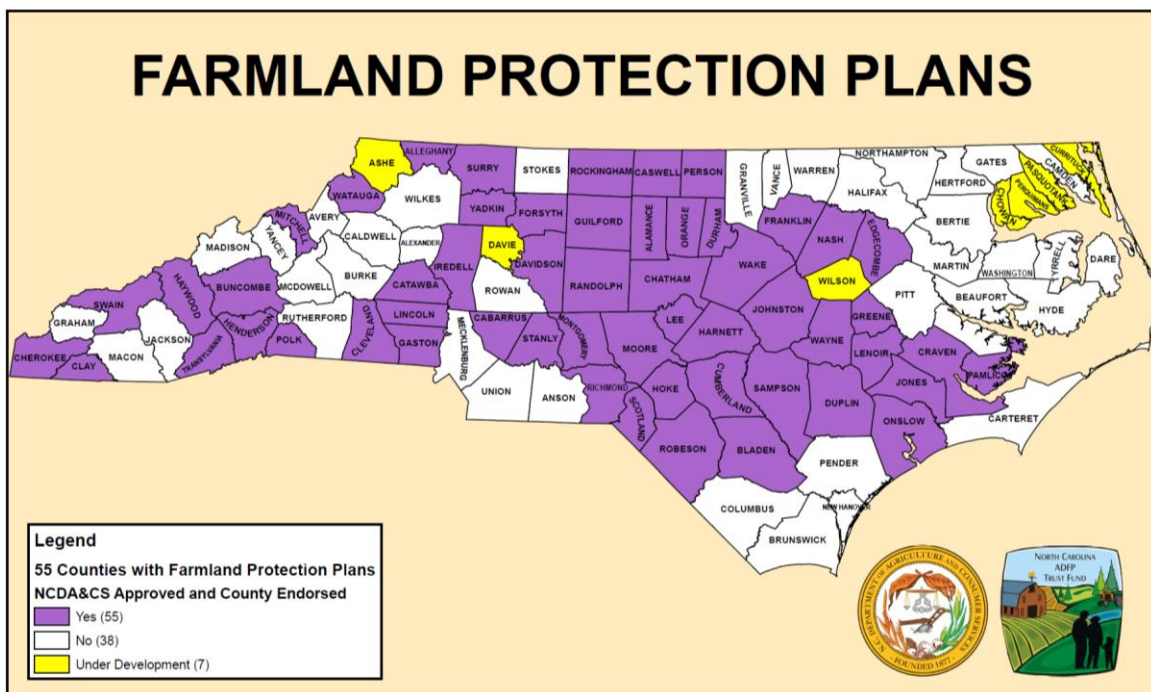 FARMLAND PROTECTION PLANS
ASHE
ALLEGHANY
SURRY
STOKES
ROCKINGHAM
CASWELL
PERSON
GRANVILLE
VANCE
WARREN
NORTHAMPTON
GATES
CURRITUCK
CAMDEN
PASQUOTANK
PERQUIMANS
CHOWAN
HERTFORD
HALIFAX
BERTIE
WATAUGA
WILKES
YADKIN
FORSYTH
GUILFORD
ALAMANCE
ORANGE
DURHAM
FRANKLIN
NASH
EDGECOMBE
MITCHELL
AVERY
YANCEY
MADISON
CALDWELL
ALEXANDER
IREDELL
DAVIE
DAVIDSON
RANDOLPH
CHATHAM
WAKE
WILSON
MARTIN
WASHINGTON
TYRRELL
DARE
BURKE
MCDOWELL
BUNCOMBE
HAYWOOD
SWAIN
CATAWBA
ROWAN
JOHNSTON
PITT
BEAUFORT
HYDE
GRAHAM
JACKSON
MACON
CHEROKEE
CLAY
TRANSYLVANIA
HENDERSON
POLK
RUTHERFORD
CLEVELAND
LINCOLN
GASTON
MECKLENBURG
CABARRUS
STANLY
MONTGOMERY
MOORE
LEE
HARNETT
WAYNE
GREENE
LENOIR
CRAVEN
PAMLICO
UNION
ANSON
RICHMOND
SCOTLAND
HOKE
CUMBERLAND
SAMPSON
DUPLIN
JONES
ONSLOW
CARTERET
ROBESON
BLADEN
PENDER
COLUMBUS
NEW HANOVER
BRUNSWICK
Legend
55 Counties with Farmland Protection Plans
NCDA&CS Approved and County Endorsed
Yes (55)
No (38)
Under Development (7)
N.C. DEPARTMENT OF AGRICULTURE AND CONSUMER SERVICES
FOUNDED 1877
NORTH CAROLINA
ADFP
TRUST FUND